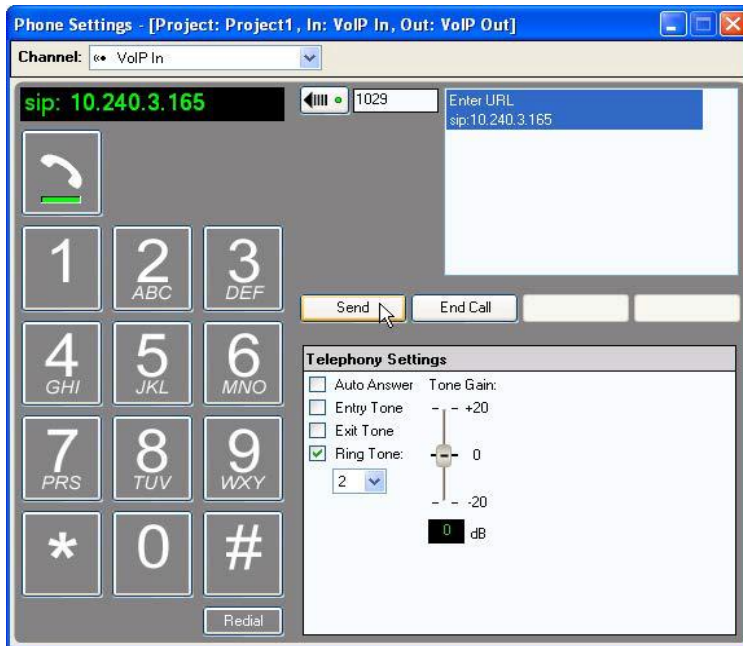 Phone Settings - [Project: Project1, In: VoIP In, Out: VoIP Out]
Channel: VoIP In
sip: 10.240.3.165
1029
Enter URL
sip:10.240.3.165
1
2 ABC
3 DEF
4 GHI
5 JKL
6 MNO
7 PRS
8 TUV
9 WXY
* 0 #
Redial
Send
End Call
Telephony Settings
Auto Answer
Entry Tone
Exit Tone
Ring Tone:
2
Tone Gain:
+20
0
-20
0 dB